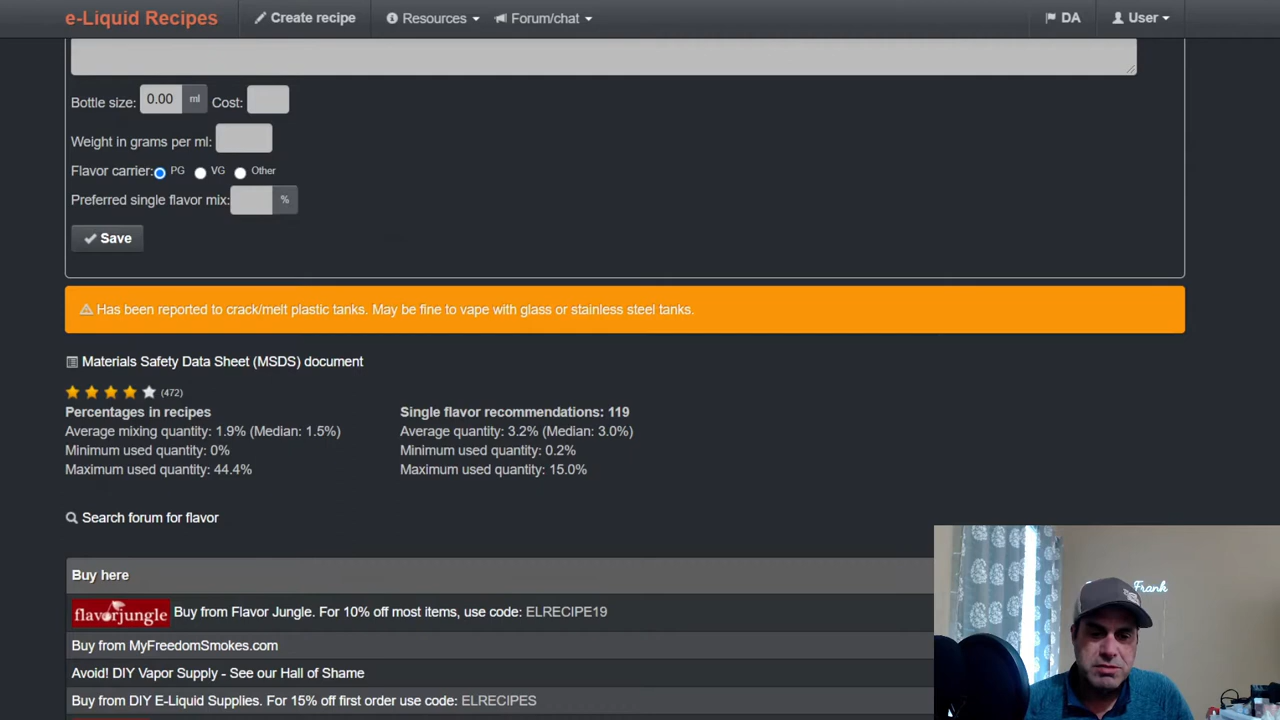 e-Liquid Recipes Create recipe Resources Forum/chat DA User
Bottle size: 0.00 ml Cost:
Weight in grams per ml:
Flavor carrier: PG VG Other
Preferred single flavor mix: %
Save
Has been reported to crack/melt plastic tanks. May be fine to vape with glass or stainless steel tanks.
Materials Safety Data Sheet (MSDS) document
(472)
Percentages in recipes
Average mixing quantity: 1.9% (Median: 1.5%)
Minimum used quantity: 0%
Maximum used quantity: 44.4%
Single flavor recommendations: 119
Average quantity: 3.2% (Median: 3.0%)
Minimum used quantity: 0.2%
Maximum used quantity: 15.0%
Search forum for flavor
Buy here
flavorjungle Buy from Flavor Jungle. For 10% off most items, use code: ELRECIPE19
Buy from MyFreedomSmokes.com
Avoid! DIY Vapor Supply - See our Hall of Shame
Buy from DIY E-Liquid Supplies. For 15% off first order use code: ELRECIPES
Frank